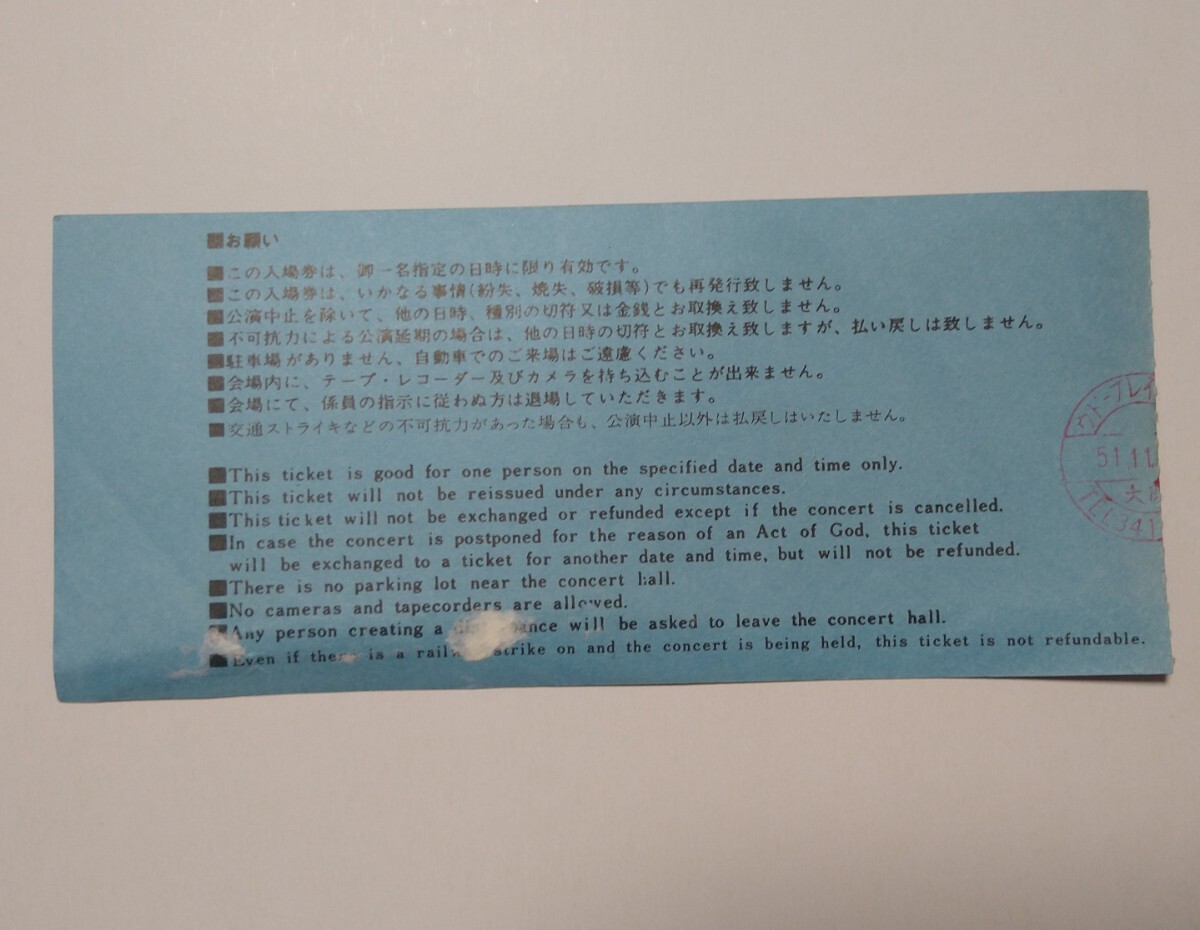 ■お願い
■この入場券は、御一名指定の日時に限り有効です。
■この入場券は、いかなる事情(紛失、焼失、破損等)でも再発行致しません。
■公演中止を除いて、他の日時、種別の切符又は金銭とお取換え致しません。
■不可抗力による公演延期の場合は、他の日時の切符とお取換え致しますが、払い戻しは致しません。
■駐車場がありません、自動車でのご来場はご遠慮ください。
■会場内に、テープ・レコーダー及びカメラを持ち込むことが出来ません。
■会場にて、係員の指示に従わぬ方は退場していただきます。
■交通ストライキなどの不可抗力があった場合も、公演中止以外は払戻しはいたしません。
■This ticket is good for one person on the specified date and time only.
■This ticket will not be reissued under any circumstances.
■This ticket will not be exchanged or refunded except if the concert is cancelled.
■In case the concert is postponed for the reason of an Act of God, this ticket
will be exchanged to a ticket for another date and time, but will not be refunded.
■There is no parking lot near the concert hall.
■No cameras and tapecorders are allowed.
■Any person creating a will be asked to leave the concert hall.
■Even if there is a railway strike on and the concert is being held, this ticket is not refundable.
ウドー
51.11.
TEL(341)